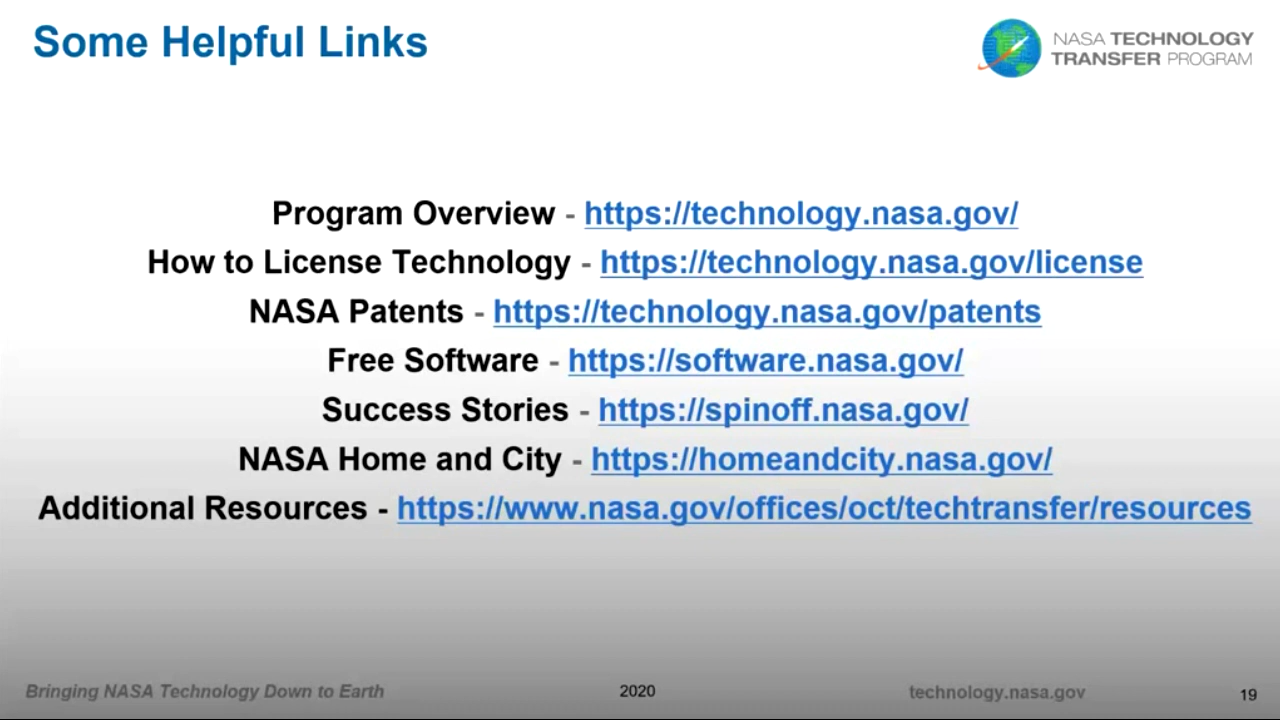 Some Helpful Links
NASA TECHNOLOGY
TRANSFER PROGRAM
Program Overview - https://technology.nasa.gov/
How to License Technology - https://technology.nasa.gov/license
NASA Patents - https://technology.nasa.gov/patents
Free Software - https://software.nasa.gov/
Success Stories - https://spinoff.nasa.gov/
NASA Home and City - https://homeandcity.nasa.gov/
Additional Resources - https://www.nasa.gov/offices/oct/techtransfer/resources
Bringing NASA Technology Down to Earth
2020
technology.nasa.gov
19